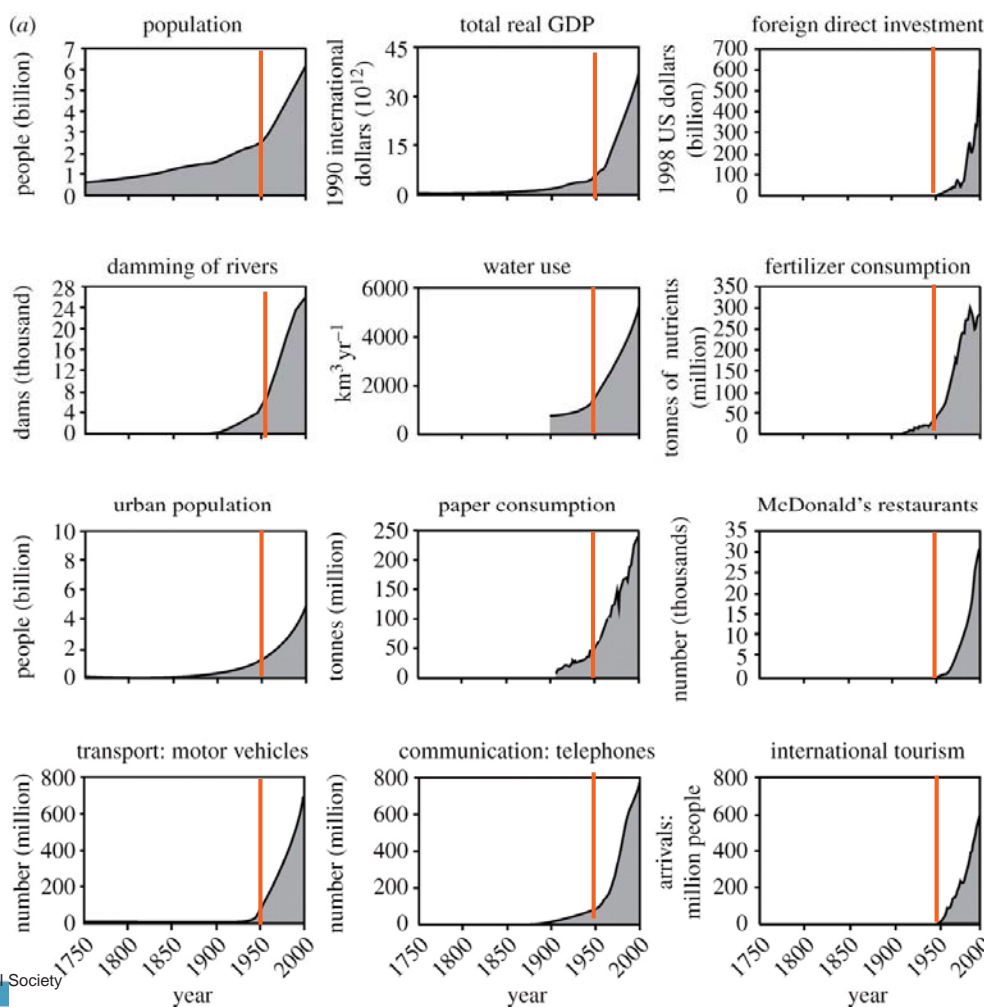 (a)
population
people (billion)
7
6
5
4
3
2
1
0
total real GDP
1990 international
dollars (10¹²)
45
30
15
0
foreign direct investment
1998 US dollars
(billion)
700
600
500
400
300
200
100
0
damming of rivers
dams (thousand)
28
24
20
16
12
8
4
0
water use
km³ yr⁻¹
6000
4000
2000
0
fertilizer consumption
tonnes of nutrients
(million)
350
300
250
200
150
100
50
0
urban population
people (billion)
10
8
6
4
2
0
paper consumption
tonnes (million)
250
200
150
100
50
0
McDonald's restaurants
number (thousands)
35
30
25
20
15
10
5
0
transport: motor vehicles
number (million)
800
600
400
200
0
1750 1800 1850 1900 1950 2000
year
communication: telephones
number (million)
800
600
400
200
0
1750 1800 1850 1900 1950 2000
year
international tourism
arrivals:
million people
800
600
400
200
0
1750 1800 1850 1900 1950 2000
year
l Society